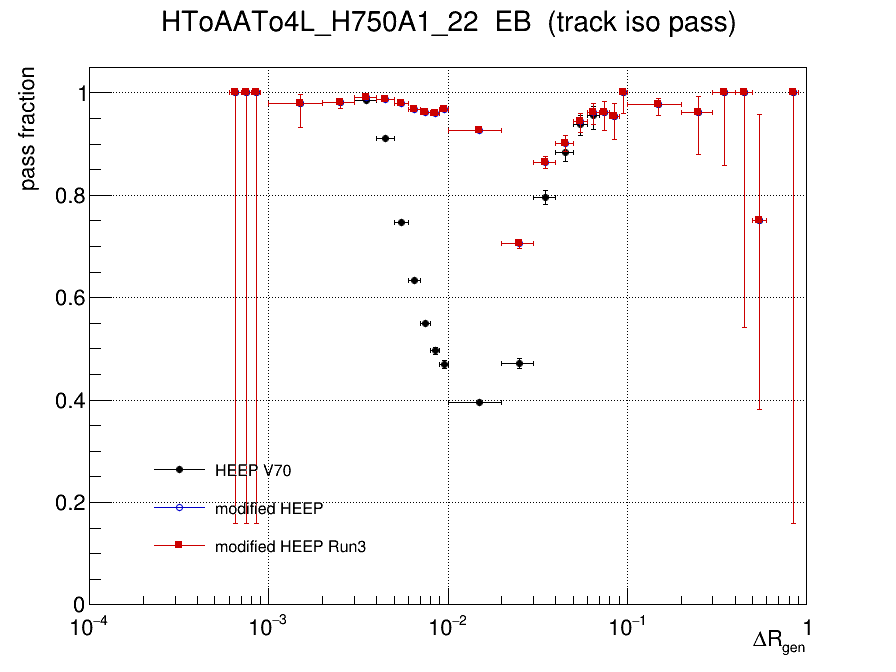 HToAATo4L_H750A1_22 EB (track iso pass)
pass fraction
1
0.8
0.6
0.4
0.2
0
HEEP V70
modified HEEP
modified HEEP Run3
10⁻⁴ 10⁻³ 10⁻² 10⁻¹ 1
ΔR_gen